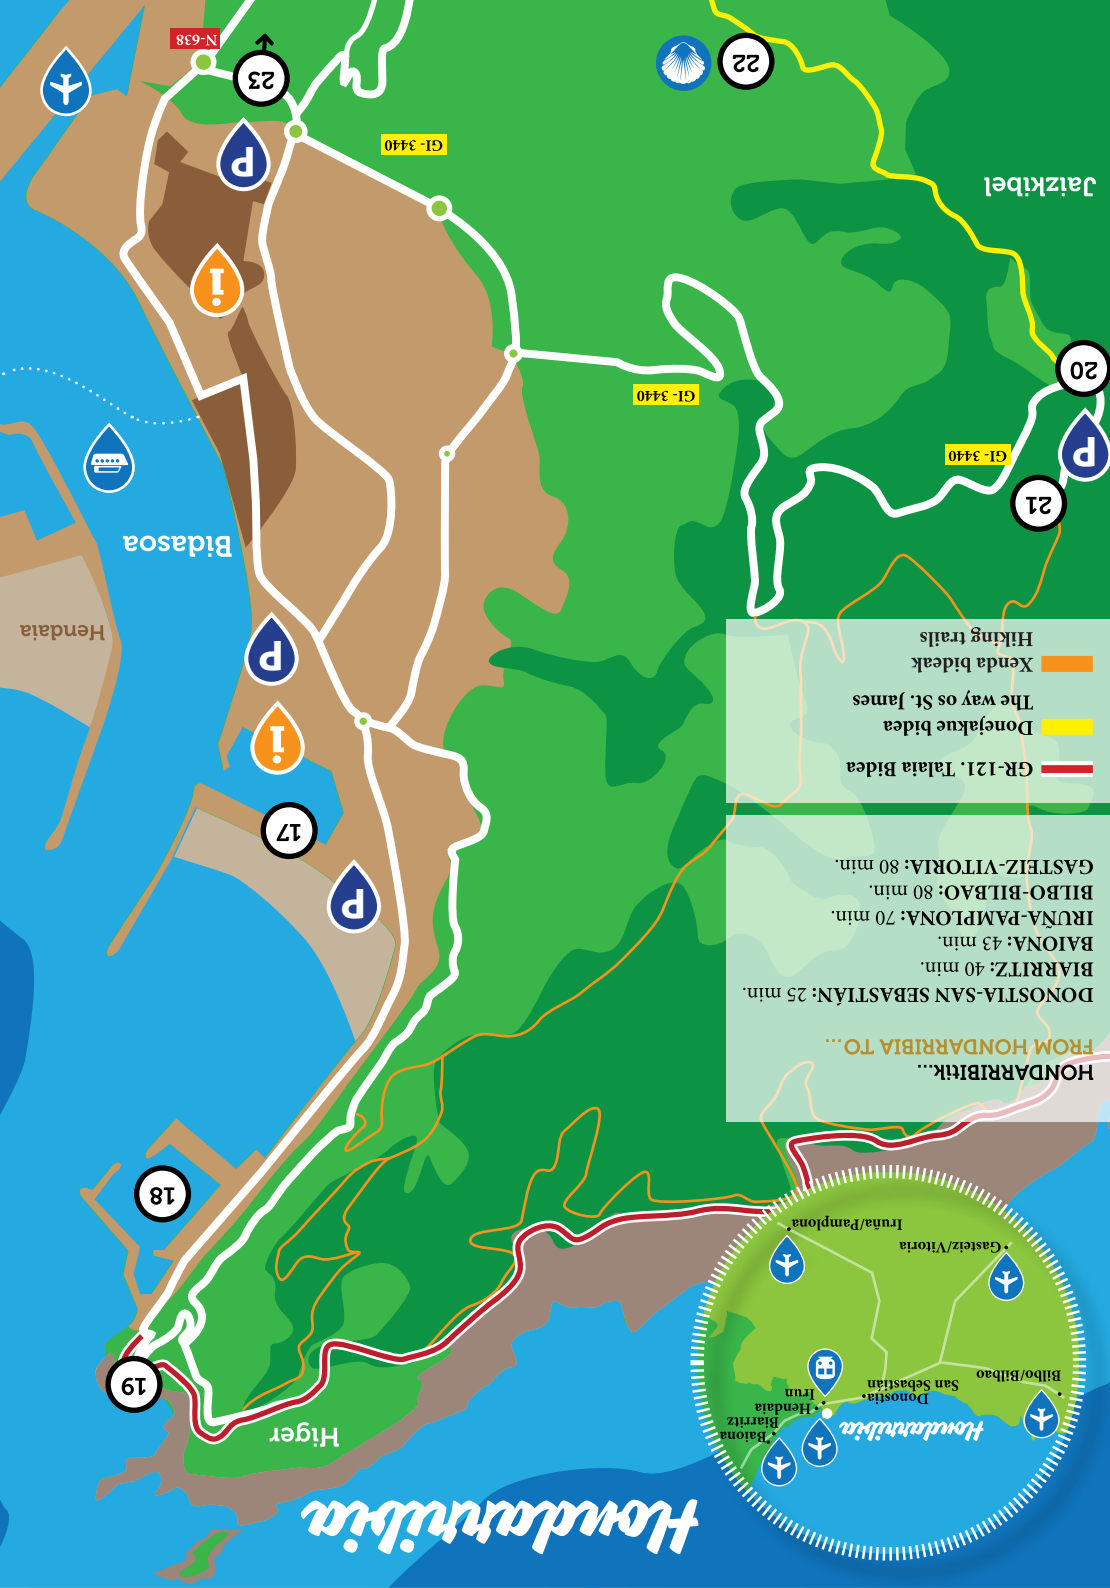 Hondarribia
Higer
Hondarribia
Baiona
Biarritz
Hendaia
Irun
Donostia
San Sebastián
Bilbo/Bilbao
Gasteiz/Vitoria
Iruña/Pamplona
19
18
HONDARRIBITIk...
FROM HONDARRIBIA TO...
DONOSTIA-SAN SEBASTIÁN: 25 min.
BIARRITZ: 40 min.
BAIONA: 43 min.
IRUÑA-PAMPLONA: 70 min.
BILBO-BILBAO: 80 min.
GASTEIZ-VITORIA: 80 min.
P
17
i
GR-121. Talaia Bidea
Donejakue bidea
The way os St. James
Xenda bideak
Hiking trails
P
Hendaia
Bidasoa
21
P
GI- 3440
GI- 3440
20
i
Jaizkibel
P
GI- 3440
23
22
N-638